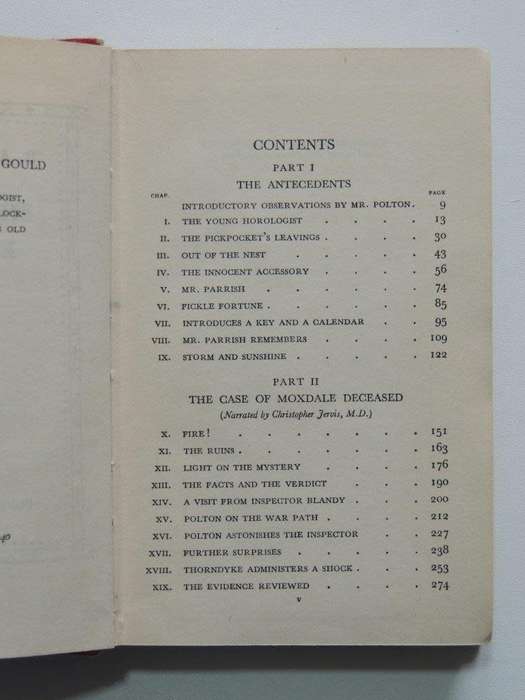 GOULD
OGIST,
LOCK-
OLD
40
CONTENTS
PART I
THE ANTECEDENTS
CHAP. PAGE
INTRODUCTORY OBSERVATIONS BY MR. POLTON. 9
I. THE YOUNG HOROLOGIST . . . . 13
II. THE PICKPOCKET'S LEAVINGS . . . . 30
III. OUT OF THE NEST . . . . . 43
IV. THE INNOCENT ACCESSORY . . . . 56
V. MR. PARRISH . . . . . . 74
VI. FICKLE FORTUNE . . . . . . 85
VII. INTRODUCES A KEY AND A CALENDAR . . 95
VIII. MR. PARRISH REMEMBERS . . . . 109
IX. STORM AND SUNSHINE . . . . . 122
PART II
THE CASE OF MOXDALE DECEASED
(Narrated by Christopher Jervis, M.D.)
X. FIRE! . . . . . . . 151
XI. THE RUINS . . . . . . . 163
XII. LIGHT ON THE MYSTERY . . . . 176
XIII. THE FACTS AND THE VERDICT . . . 190
XIV. A VISIT FROM INSPECTOR BLANDY . . 200
XV. POLTON ON THE WAR PATH . . . . 212
XVI. POLTON ASTONISHES THE INSPECTOR . . 227
XVII. FURTHER SURPRISES . . . . . 238
XVIII. THORNDYKE ADMINISTERS A SHOCK . . . 253
XIX. THE EVIDENCE REVIEWED . . . . 274
v